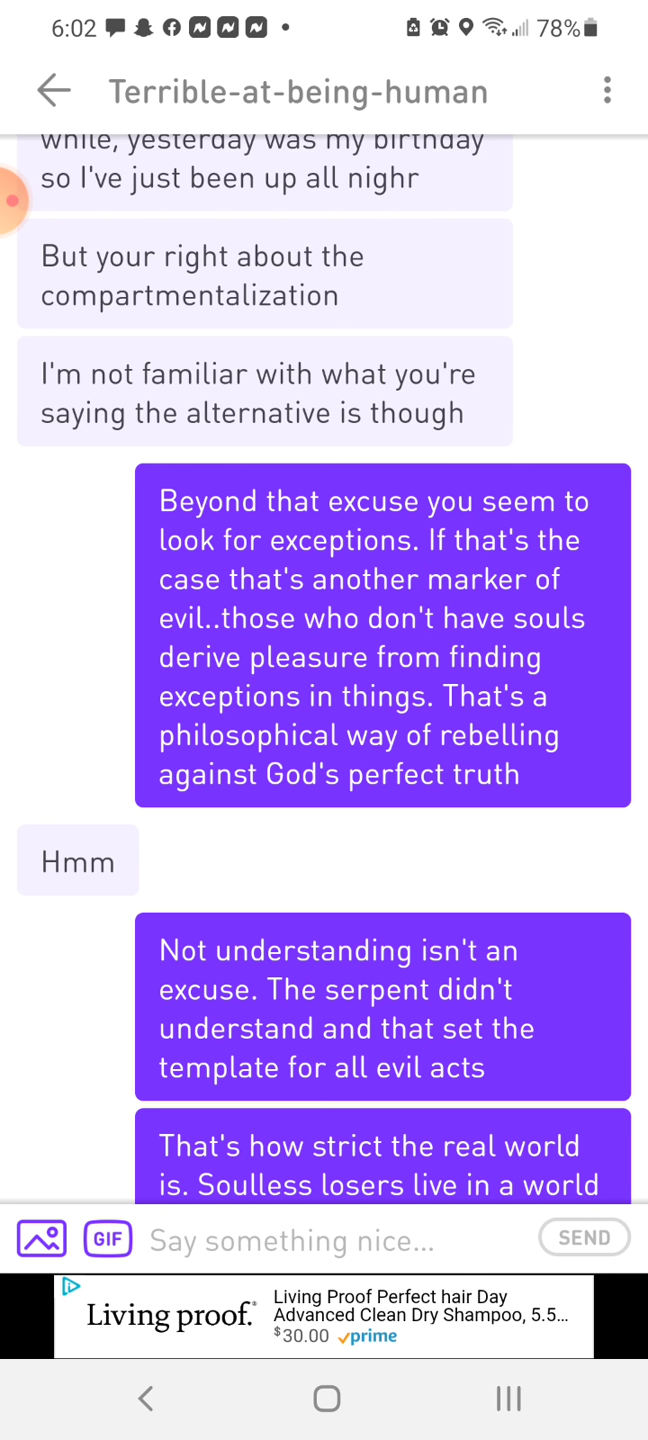 6:02
78%
Terrible-at-being-human
while, yesterday was my birthday
so I've just been up all nighr
But your right about the
compartmentalization
I'm not familiar with what you're
saying the alternative is though
Beyond that excuse you seem to
look for exceptions. If that's the
case that's another marker of
evil..those who don't have souls
derive pleasure from finding
exceptions in things. That's a
philosophical way of rebelling
against God's perfect truth
Hmm
Not understanding isn't an
excuse. The serpent didn't
understand and that set the
template for all evil acts
That's how strict the real world
is. Soulless losers live in a world
GIF
Say something nice...
SEND
Living proof.
Living Proof Perfect hair Day
Advanced Clean Dry Shampoo, 5.5...
$30.00 prime